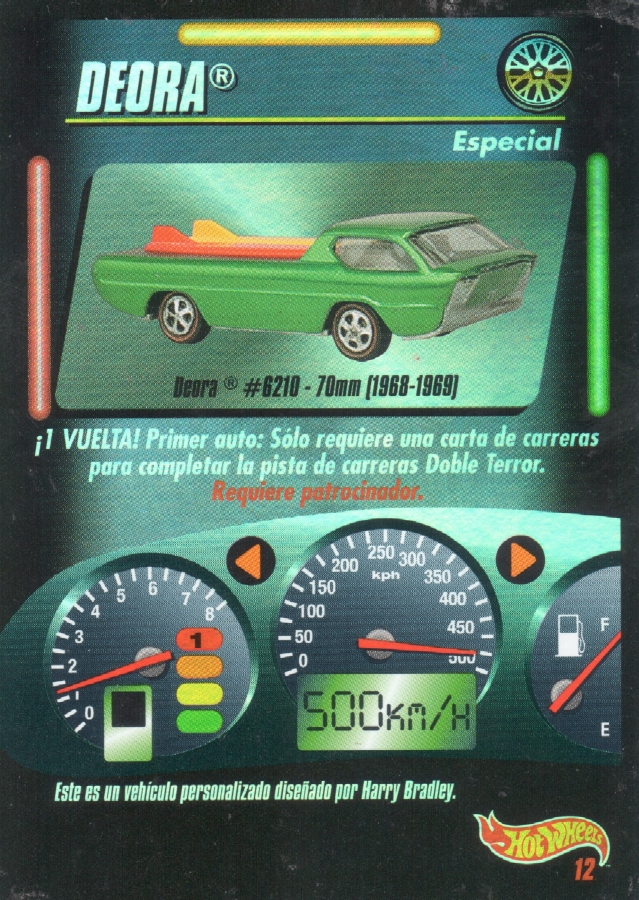 DEORA®
Especial
Deora ® #6210 - 70mm (1968-1969)
¡1 VUELTA! Primer auto: Sólo requiere una carta de carreras
para completar la pista de carreras Doble Terror.
Requiere patrocinador.
0 1 2 3 4 5 6 7 8
1
0 50 100 150 200 250 300 350 400 450 500
kph
500KM/H
F
E
Este es un vehículo personalizado diseñado por Harry Bradley.
Hot Wheels
12